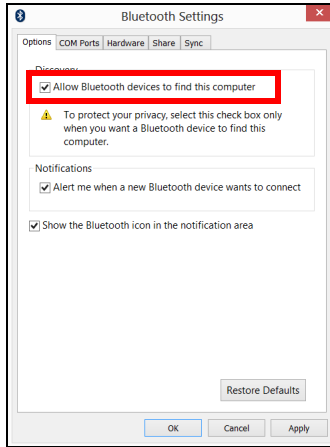 Bluetooth Settings
Options COM Ports Hardware Share Sync
Discovery
Allow Bluetooth devices to find this computer
To protect your privacy, select this check box only
when you want a Bluetooth device to find this
computer.
Notifications
Alert me when a new Bluetooth device wants to connect
Show the Bluetooth icon in the notification area
Restore Defaults
OK Cancel Apply